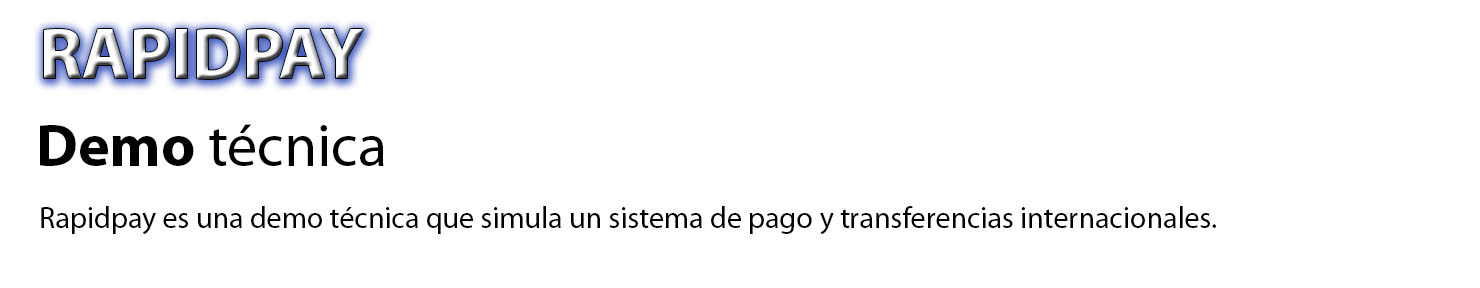 RAPIDPAY
Demo técnica
Rapidpay es una demo técnica que simula un sistema de pago y transferencias internacionales.